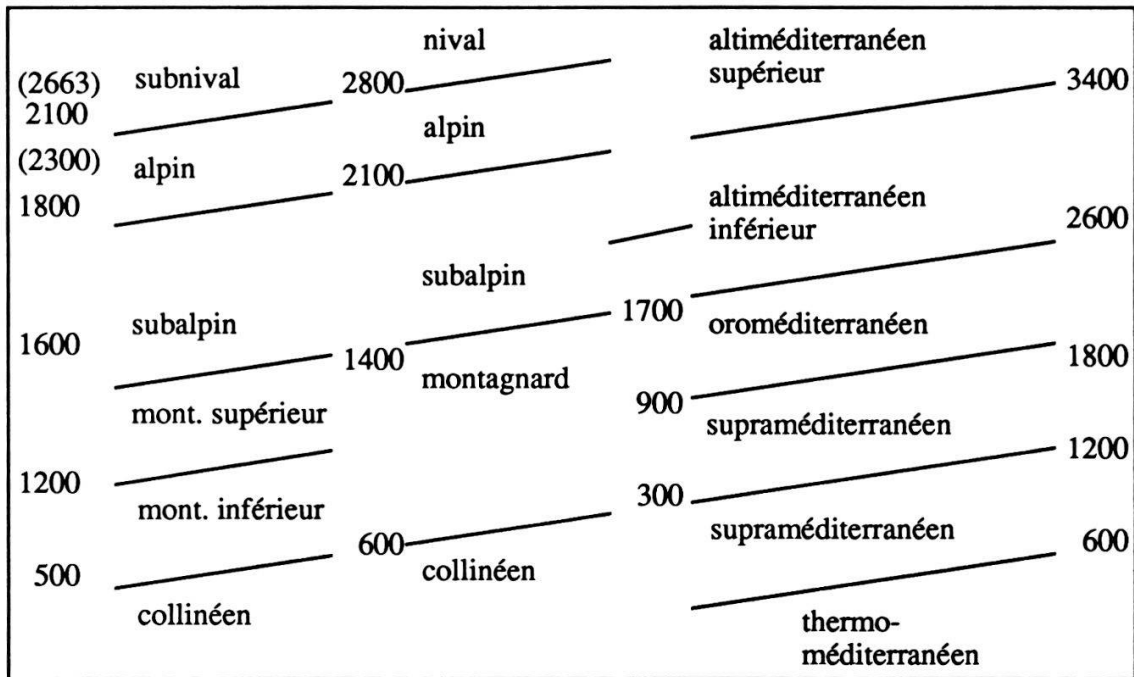 nival
altiméditerranéen
supérieur
(2663)
subnival
2800
3400
2100
alpin
(2300)
alpin
2100
1800
altiméditerranéen
inférieur
2600
subalpin
1700
1600
subalpin
oroméditerranéen
1400
1800
montagnard
900
mont. supérieur
supraméditerranéen
1200
1200
300
mont. inférieur
supraméditerranéen
600
600
500
collinéen
collinéen
thermo-
méditerranéen